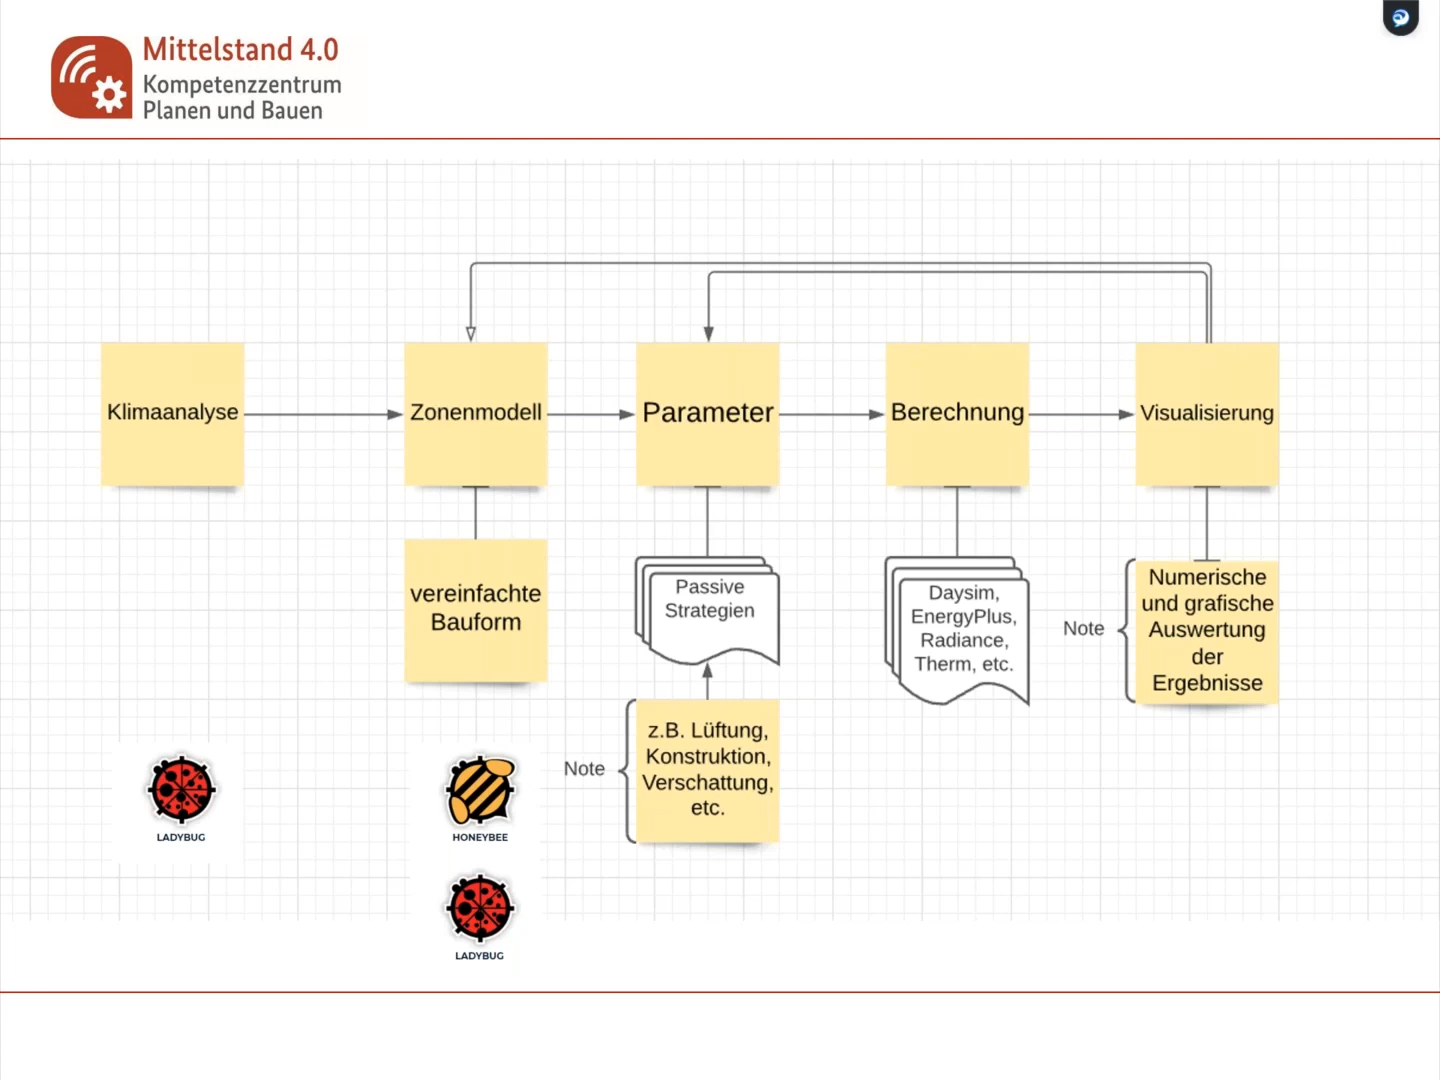 Mittelstand 4.0
Kompetenzzentrum
Planen und Bauen
Klimaanalyse
Zonenmodell
Parameter
Berechnung
Visualisierung
vereinfachte
Bauform
Passive
Strategien
Daysim,
EnergyPlus,
Radiance,
Therm, etc.
Note
Numerische
und grafische
Auswertung
der
Ergebnisse
Note
z.B. Lüftung,
Konstruktion,
Verschattung,
etc.
LADYBUG
HONEYBEE
LADYBUG